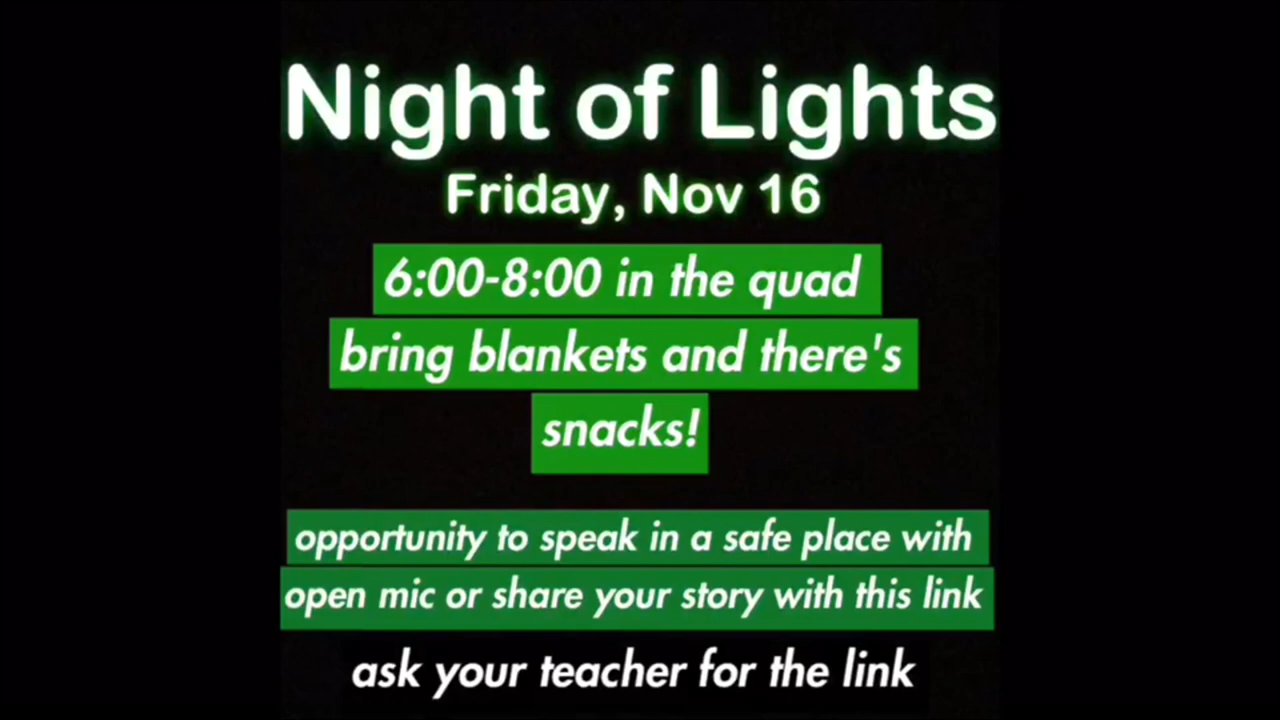 Night of Lights
Friday, Nov 16
6:00-8:00 in the quad
bring blankets and there's
snacks!
opportunity to speak in a safe place with
open mic or share your story with this link
ask your teacher for the link